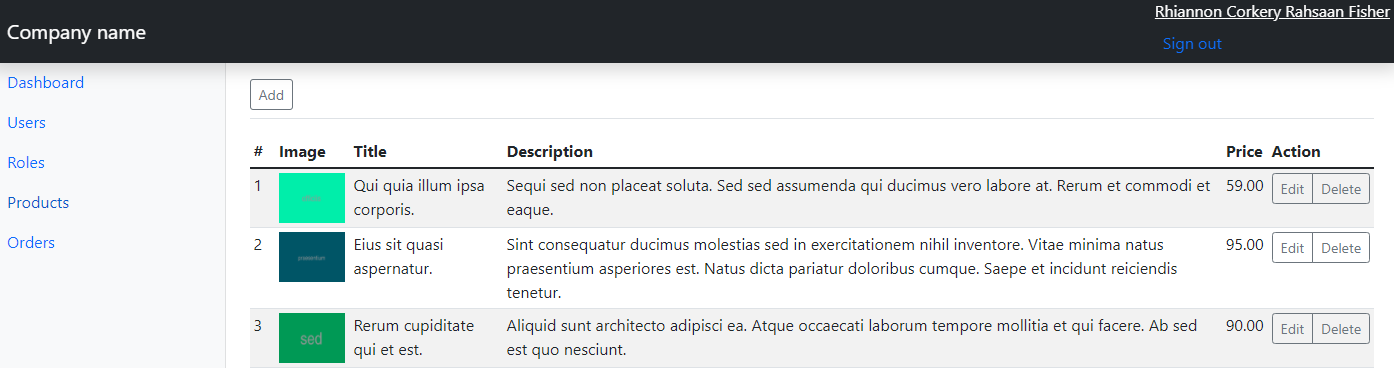 Company name
Rhiannon Corkery Rahsaan Fisher
Sign out
Dashboard
Users
Roles
Products
Orders
Add
# Image Title Description Price Action
1 Qui quia illum ipsa Sequi sed non placeat soluta. Sed sed assumenda qui ducimus vero labore at. Rerum et commodi et 59.00 Edit Delete
corporis. eaque.
2 praesentium Eius sit quasi Sint consequatur ducimus molestias sed in exercitationem nihil inventore. Vitae minima natus 95.00 Edit Delete
aspernatur. praesentium asperiores est. Natus dicta pariatur doloribus cumque. Saepe et incidunt reiciendis
tenetur.
3 sed Rerum cupiditate Aliquid sunt architecto adipisci ea. Atque occaecati laborum tempore mollitia et qui facere. Ab sed 90.00 Edit Delete
qui et est. est quo nesciunt.